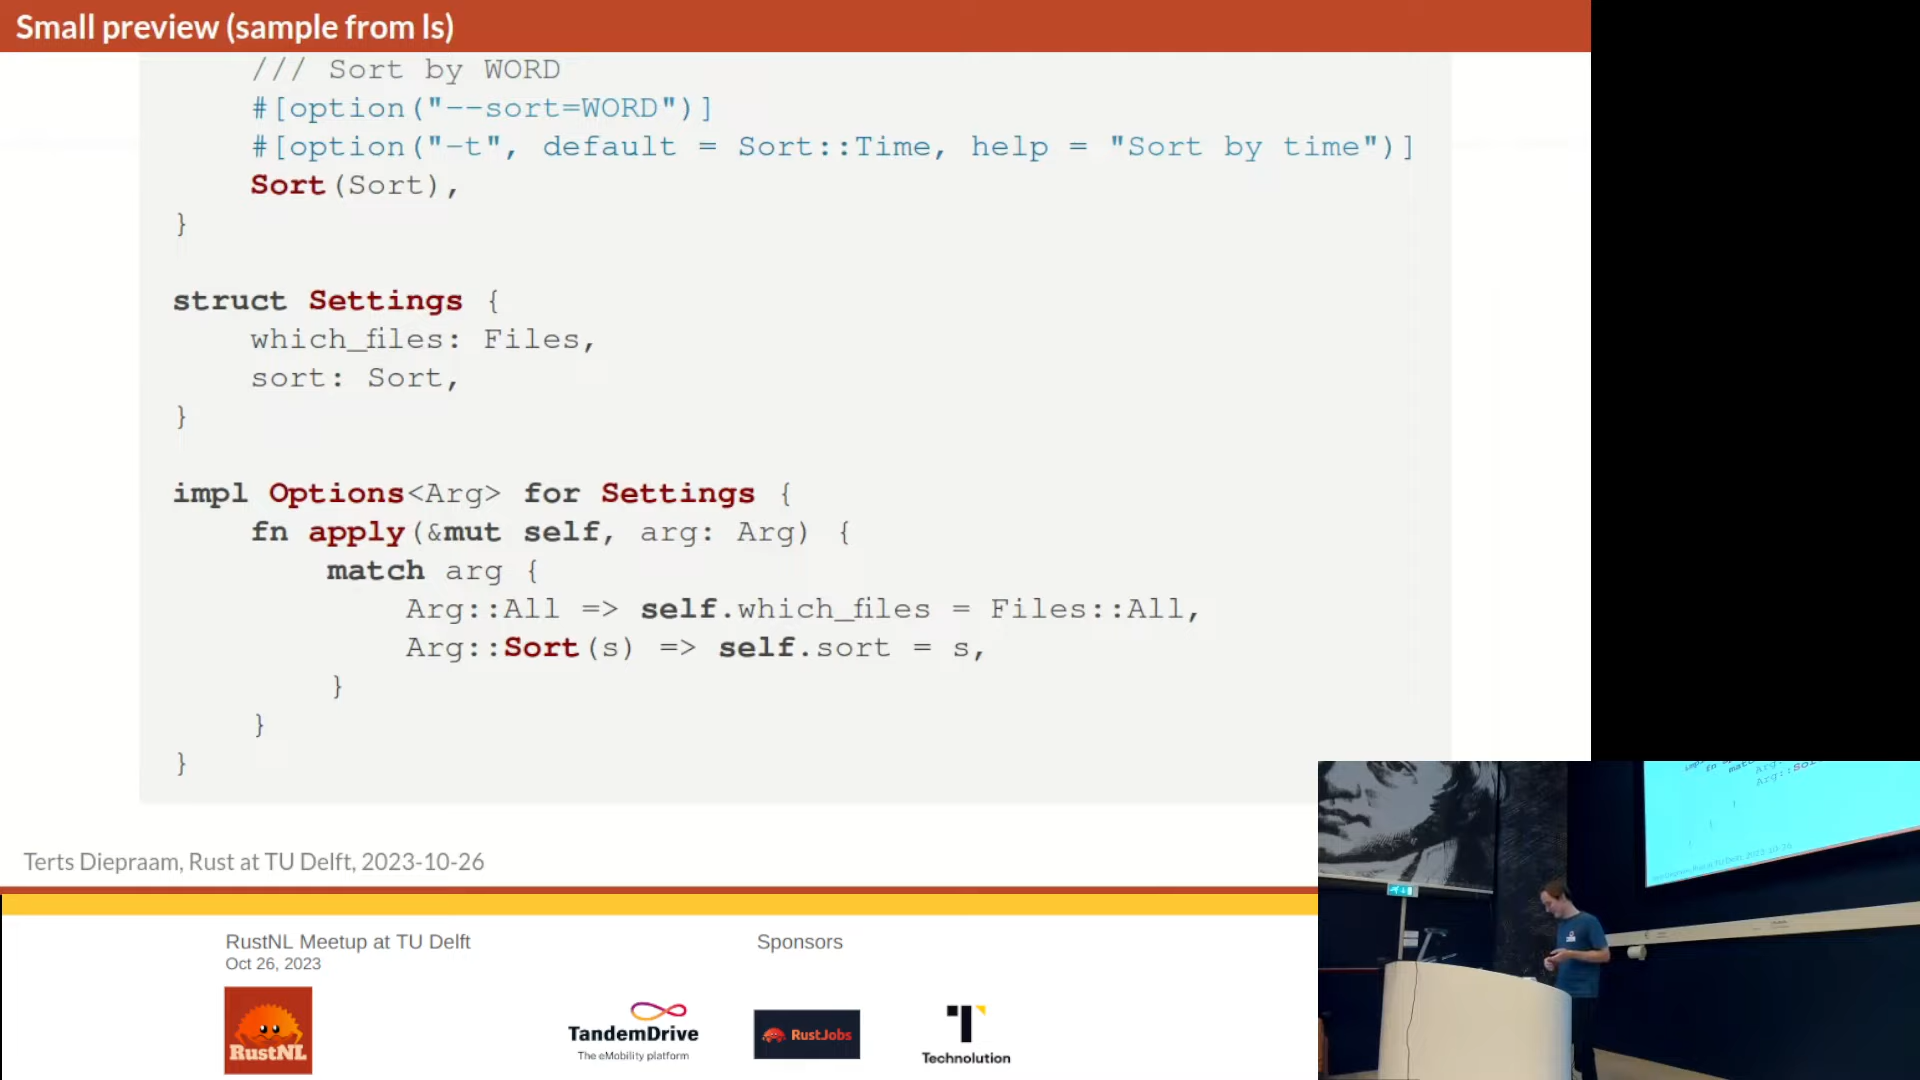 Small preview (sample from ls)
/// Sort by WORD
#[option("--sort=WORD")]
#[option("-t", default = Sort::Time, help = "Sort by time")]
Sort(Sort),
}
struct Settings {
which_files: Files,
sort: Sort,
}
impl Options<Arg> for Settings {
fn apply(&mut self, arg: Arg) {
match arg {
Arg::All => self.which_files = Files::All,
Arg::Sort(s) => self.sort = s,
}
}
}
Terts Diepraam, Rust at TU Delft, 2023-10-26
RustNL Meetup at TU Delft
Oct 26, 2023
Sponsors
RustNL
TandemDrive
The eMobility platform
RustJobs
Technolution